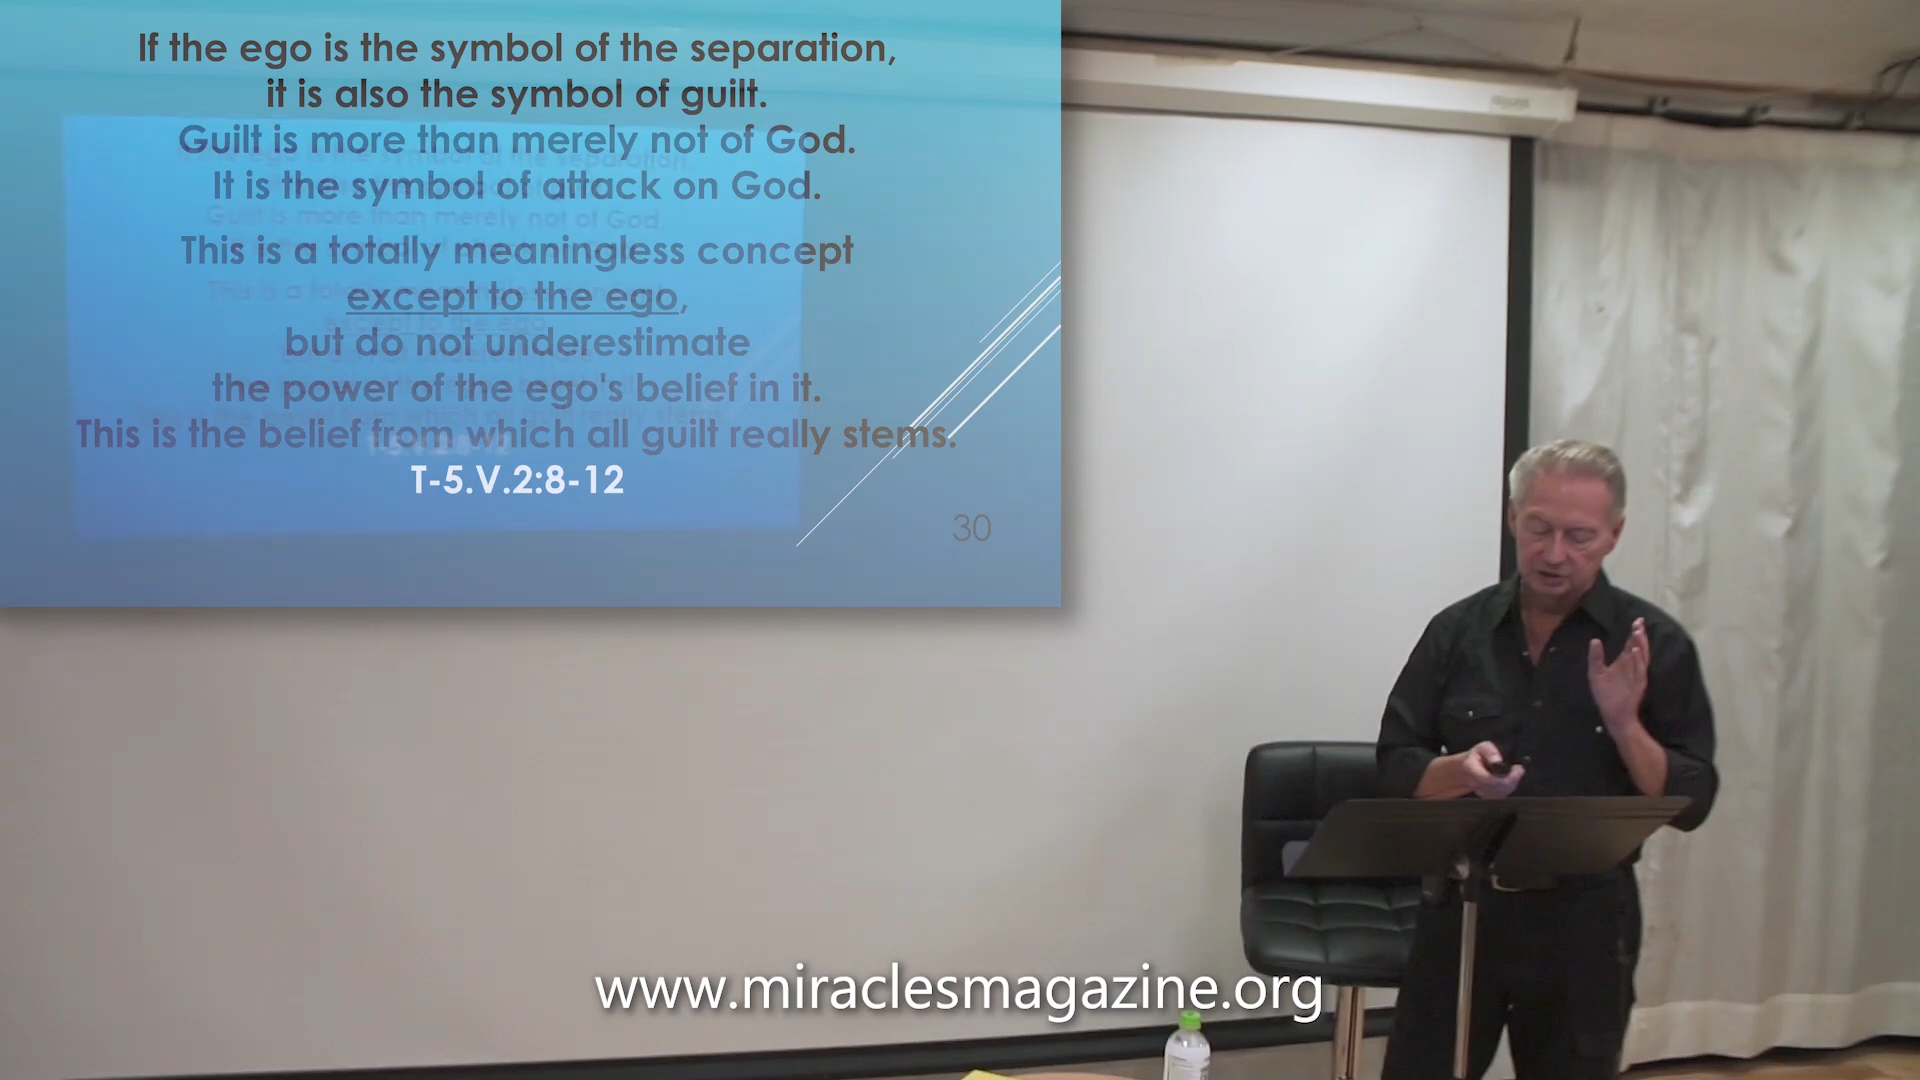 If the ego is the symbol of the separation,
it is also the symbol of guilt.
Guilt is more than merely not of God.
It is the symbol of attack on God.
This is a totally meaningless concept
except to the ego,
but do not underestimate
the power of the ego's belief in it.
This is the belief from which all guilt really stems.
T-5.V.2:8-12
30
www.miraclesmagazine.org